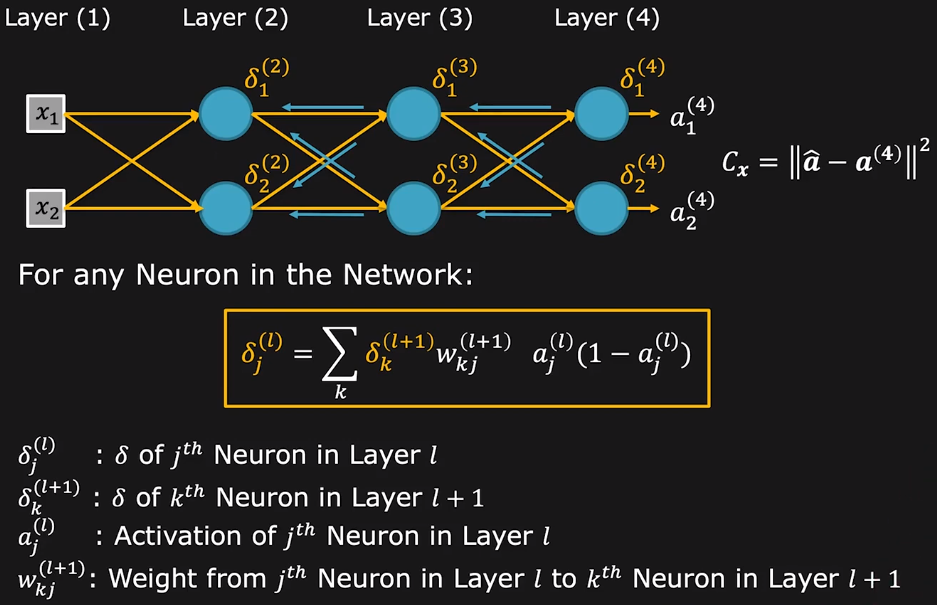 Layer (1) Layer (2) Layer (3) Layer (4)
δ₁⁽²⁾ δ₁⁽³⁾ δ₁⁽⁴⁾
x₁ a₁⁽⁴⁾
C𝒙 = ‖â − a⁽⁴⁾‖²
δ₂⁽²⁾ δ₂⁽³⁾ δ₂⁽⁴⁾
x₂ a₂⁽⁴⁾
For any Neuron in the Network:
δⱼ⁽ˡ⁾ = ∑ₖ δₖ⁽ˡ⁺¹⁾wₖⱼ⁽ˡ⁺¹⁾ aⱼ⁽ˡ⁾(1 − aⱼ⁽ˡ⁾)
δⱼ⁽ˡ⁾ : δ of jᵗʰ Neuron in Layer l
δₖ⁽ˡ⁺¹⁾ : δ of kᵗʰ Neuron in Layer l + 1
aⱼ⁽ˡ⁾ : Activation of jᵗʰ Neuron in Layer l
wₖⱼ⁽ˡ⁺¹⁾: Weight from jᵗʰ Neuron in Layer l to kᵗʰ Neuron in Layer l + 1